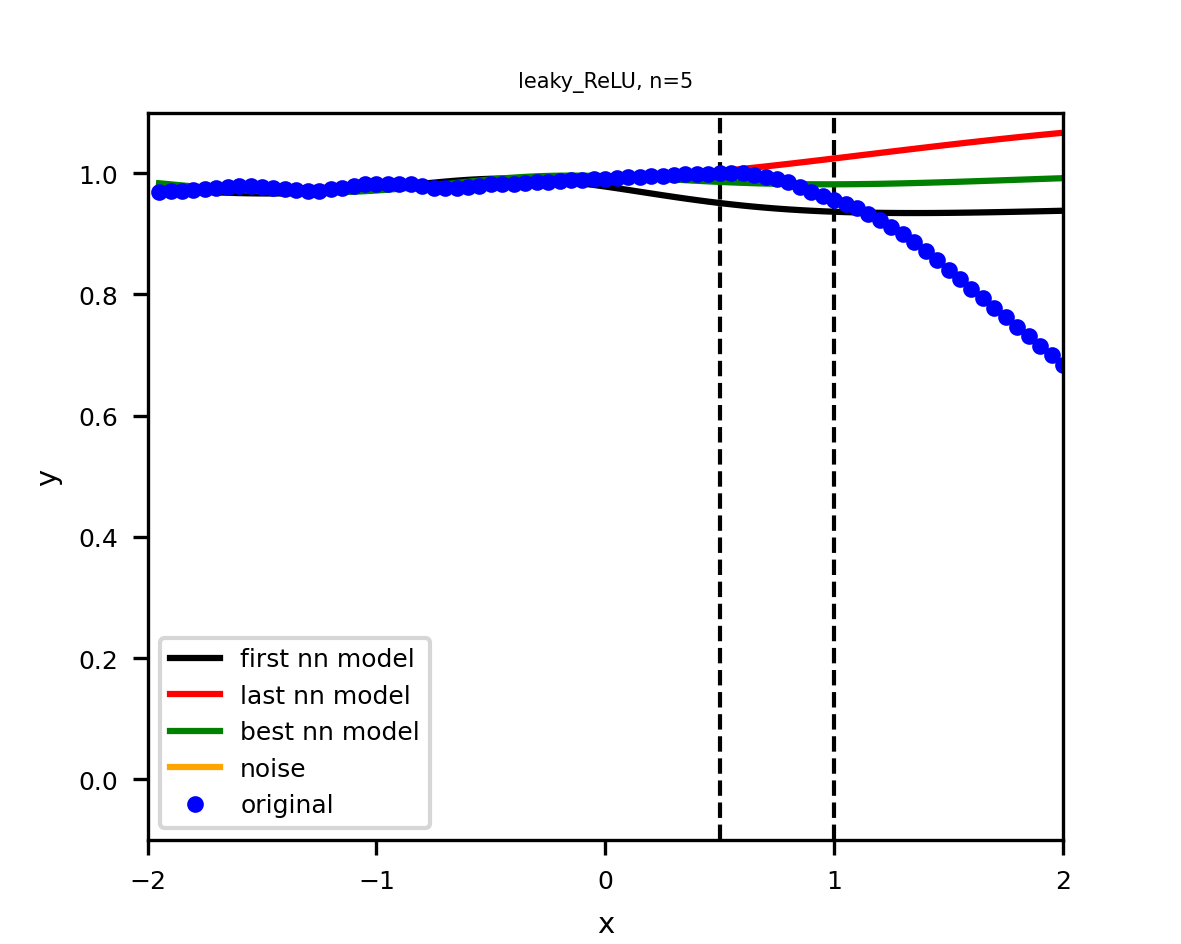 leaky_ReLU, n=5
1.0
0.8
0.6
0.4
0.2
0.0
y
first nn model
last nn model
best nn model
noise
original
−2
−1
0
1
2
x